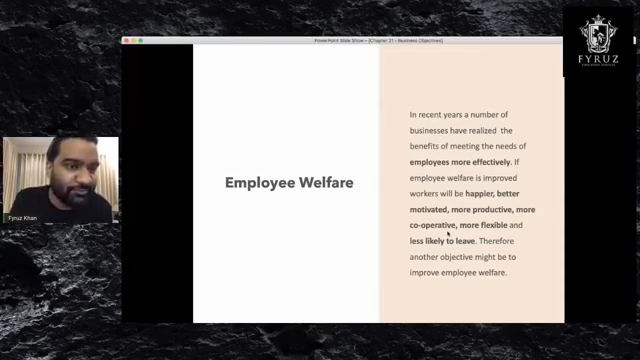 PowerPoint Slide Show - [Chapter 21 - Business Objectives]
FYRUZ
Employee Welfare
In recent years a number of
businesses have realized the
benefits of meeting the needs of
employees more effectively. If
employee welfare is improved
workers will be happier, better
motivated, more productive, more
co-operative, more flexible and
less likely to leave. Therefore
another objective might be to
improve employee welfare.
Fyruz Khan